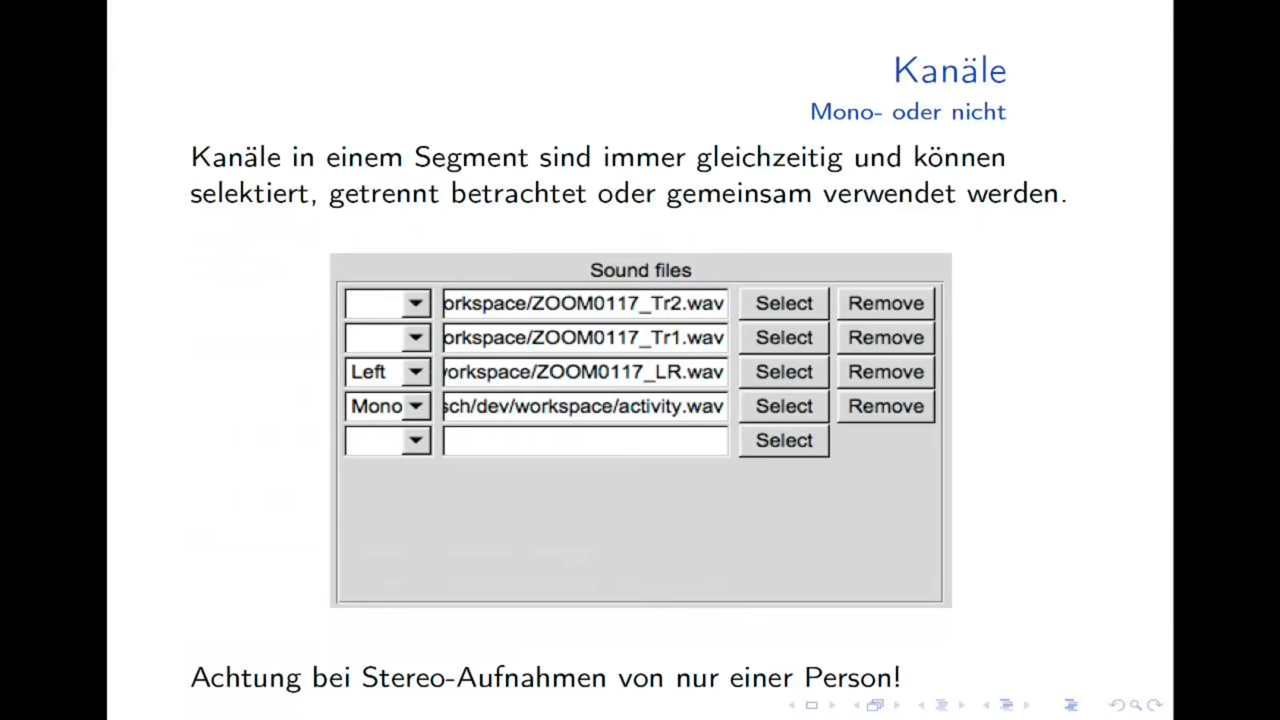 Kanäle
Mono- oder nicht
Kanäle in einem Segment sind immer gleichzeitig und können
selektiert, getrennt betrachtet oder gemeinsam verwendet werden.
Sound files
orkspace/ZOOM0117_Tr2.wav Select Remove
orkspace/ZOOM0117_Tr1.wav Select Remove
Left orkspace/ZOOM0117_LR.wav Select Remove
Mono sch/dev/workspace/activity.wav Select Remove
Select
Achtung bei Stereo-Aufnahmen von nur einer Person!